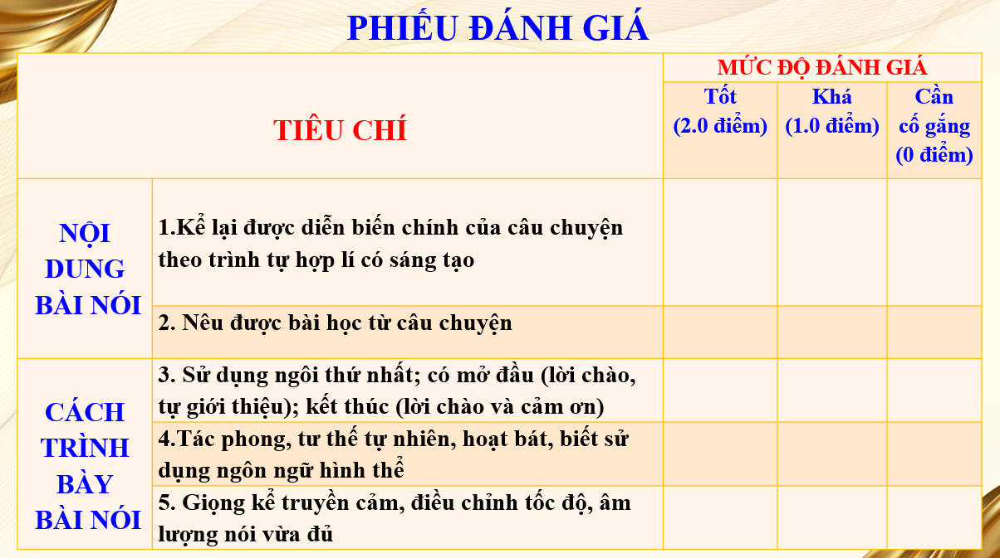 PHIẾU ĐÁNH GIÁ
TIÊU CHÍ
MỨC ĐỘ ĐÁNH GIÁ
Tốt
(2.0 điểm)
Khá
(1.0 điểm)
Cần
cố gắng
(0 điểm)
NỘI
DUNG
BÀI NÓI
1.Kể lại được diễn biến chính của câu chuyện
theo trình tự hợp lí có sáng tạo
2. Nêu được bài học từ câu chuyện
CÁCH
TRÌNH
BÀY
BÀI NÓI
3. Sử dụng ngôi thứ nhất; có mở đầu (lời chào,
tự giới thiệu); kết thúc (lời chào và cảm ơn)
4.Tác phong, tư thế tự nhiên, hoạt bát, biết sử
dụng ngôn ngữ hình thể
5. Giọng kể truyền cảm, điều chỉnh tốc độ, âm
lượng nói vừa đủ